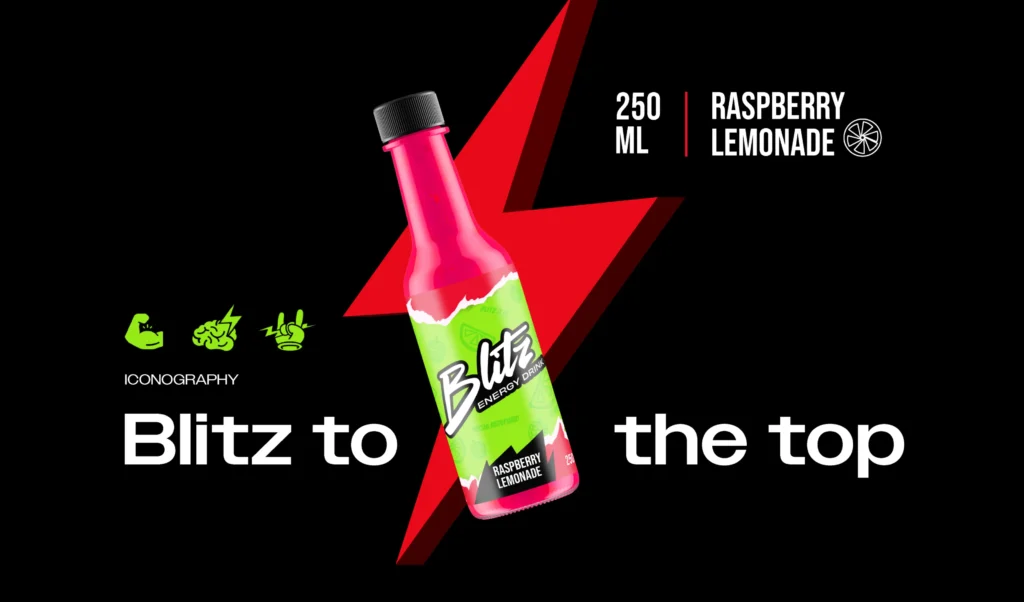 250
ML
RASPBERRY
LEMONADE
ICONOGRAPHY
Blitz to
the top
Blitz
ENERGY DRINK
RASPBERRY
LEMONADE